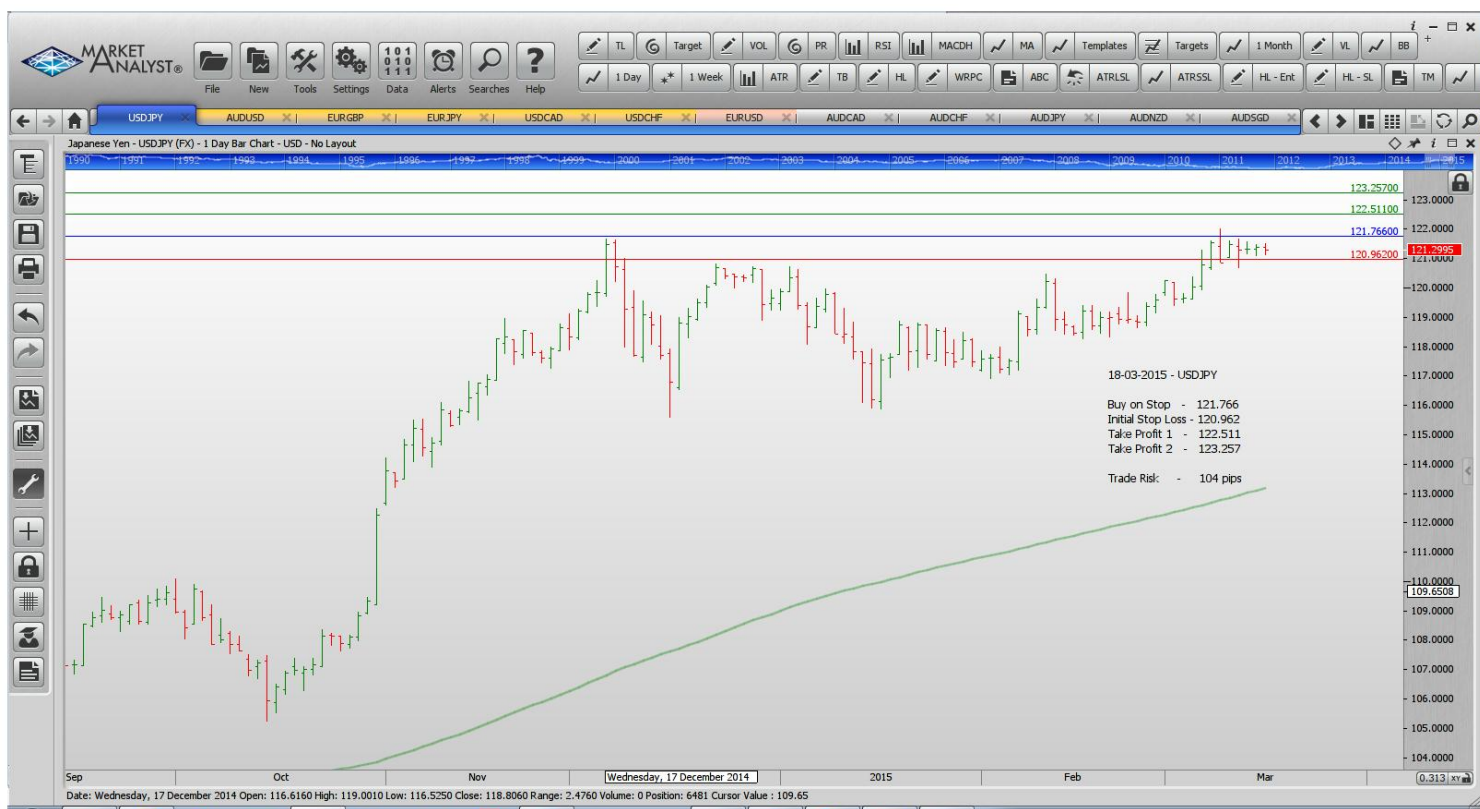 MARKET
ANALYST®
File New Tools Settings Data Alerts Searches Help
101
010
111
TL Target VOL PR RSI MACDH MA Templates Targets 1 Month VL BB
1 Day 1 Week ATR TB HL WRPC ABC ATRLSL ATRSSL HL - Ent HL - SL TM
USDJPY AUDUSD EURGBP EURJPY USDCAD USDCHF EURUSD AUDCAD AUDCHF AUDJPY AUDNZD AUDSGD
Japanese Yen - USDJPY (FX) - 1 Day Bar Chart - USD - No Layout
1990 1991 1992 1993 1994 1995 1996 1997 1998 1999 2000 2001 2002 2003 2004 2005 2006 2007 2008 2009 2010 2011 2012 2013 2014 2015
123.25700
123.0000
122.51100
122.0000
121.76600
121.2995
120.96200
121.0000
120.0000
119.0000
118.0000
117.0000
116.0000
115.0000
114.0000
113.0000
112.0000
111.0000
110.0000
109.6508
109.0000
108.0000
107.0000
106.0000
105.0000
104.0000
18-03-2015 - USDJPY
Buy on Stop - 121.766
Initial Stop Loss - 120.962
Take Profit 1 - 122.511
Take Profit 2 - 123.257
Trade Risk - 104 pips
Sep Oct Nov Wednesday, 17 December 2014 2015 Feb Mar
0.313 XY
Date: Wednesday, 17 December 2014 Open: 116.6160 High: 119.0010 Low: 116.5250 Close: 118.8060 Range: 2.4760 Volume: 0 Position: 6481 Cursor Value : 109.65